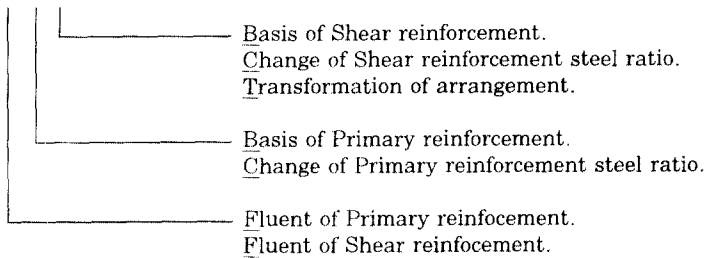 Basis of Shear reinforcement.
Change of Shear reinforcement steel ratio.
Transformation of arrangement.
Basis of Primary reinforcement.
Change of Primary reinforcement steel ratio.
Fluent of Primary reinfocement.
Fluent of Shear reinfocement.